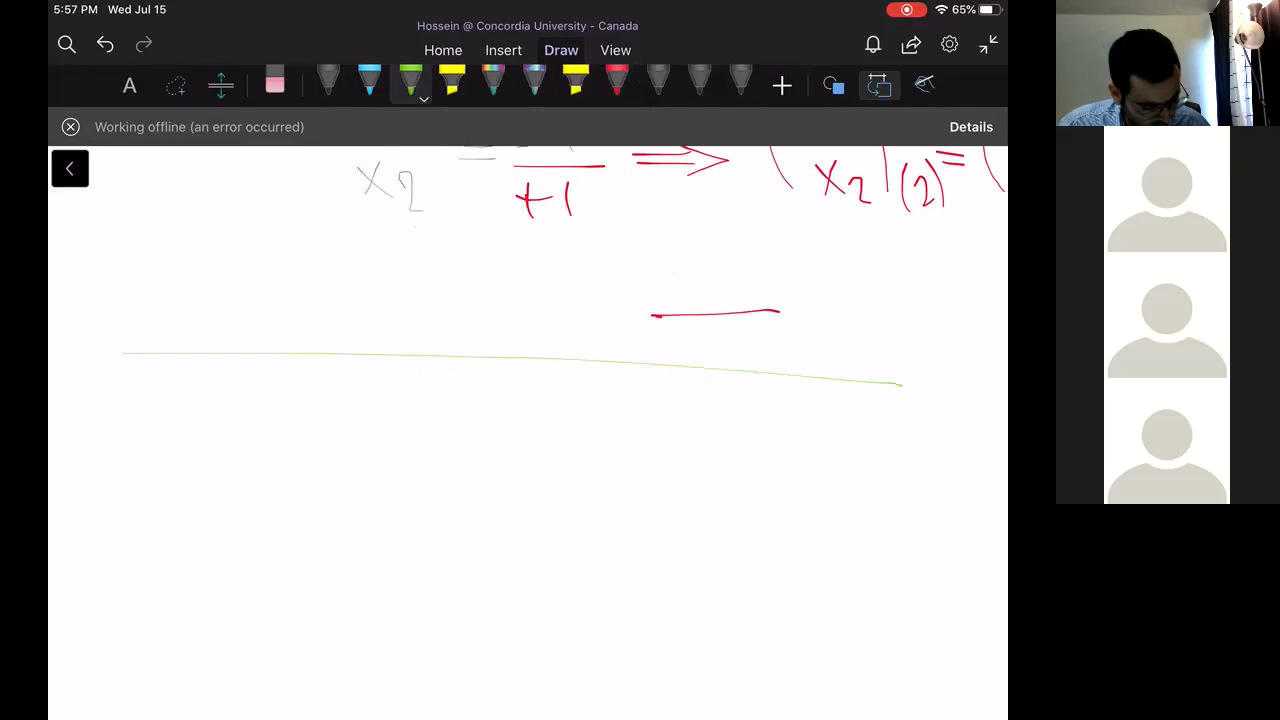 5:57 PM Wed Jul 15
65%
Hossein @ Concordia University - Canada
Home Insert Draw View
A
Working offline (an error occurred)
Details
X2 = +1 ⟹ ( X2 | (2) = (